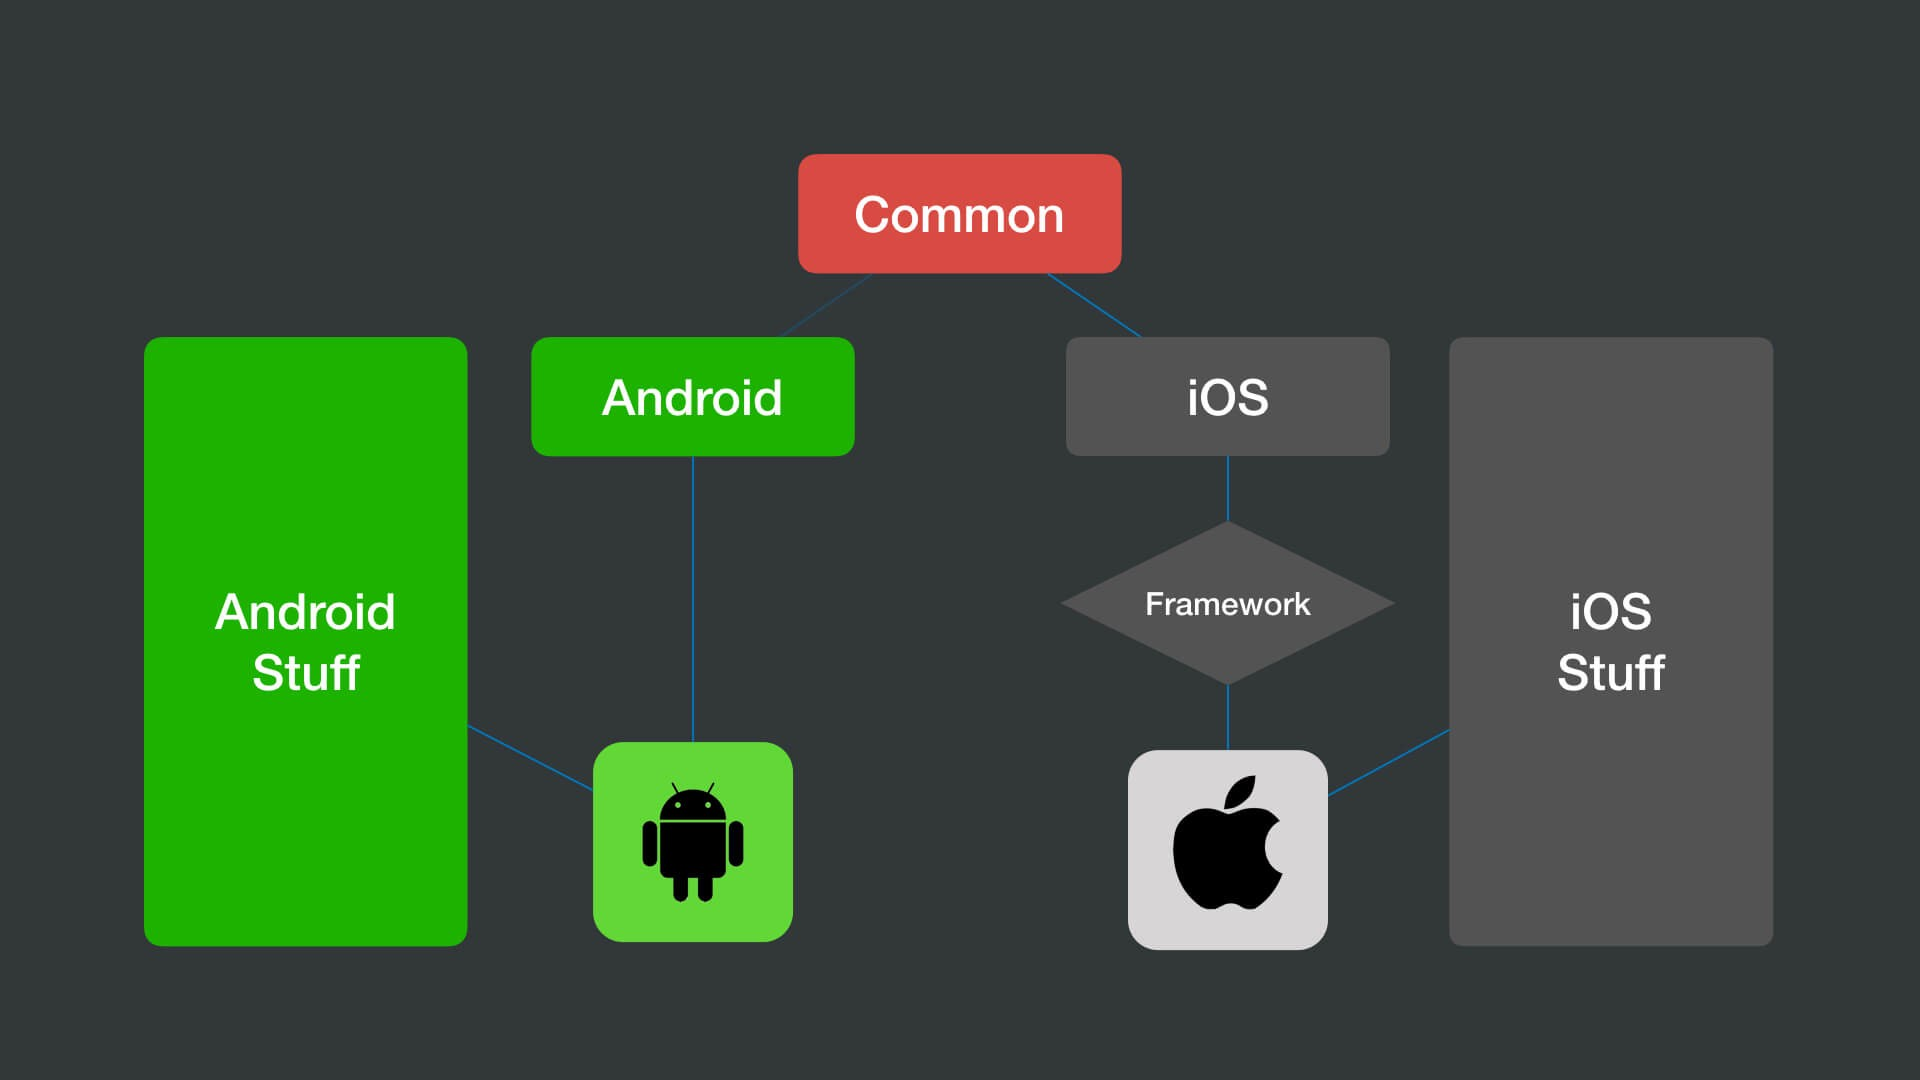 Common
Android
iOS
Android
Stuff
Framework
iOS
Stuff